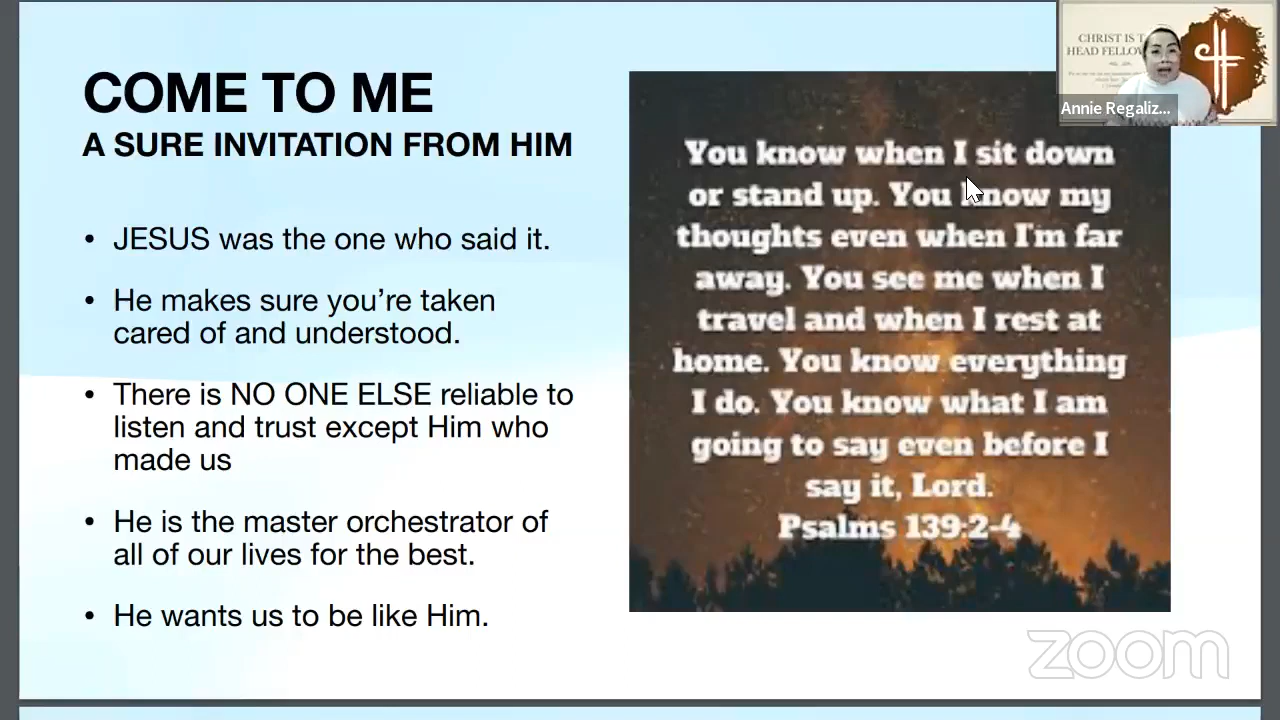 COME TO ME
A SURE INVITATION FROM HIM
• JESUS was the one who said it.
• He makes sure you’re taken
cared of and understood.
• There is NO ONE ELSE reliable to
listen and trust except Him who
made us
• He is the master orchestrator of
all of our lives for the best.
• He wants us to be like Him.
You know when I sit down
or stand up. You know my
thoughts even when I'm far
away. You see me when I
travel and when I rest at
home. You know everything
I do. You know what I am
going to say even before I
say it, Lord.
Psalms 139:2-4
CHRIST IS
HEAD
Annie Regaliz...
zoom